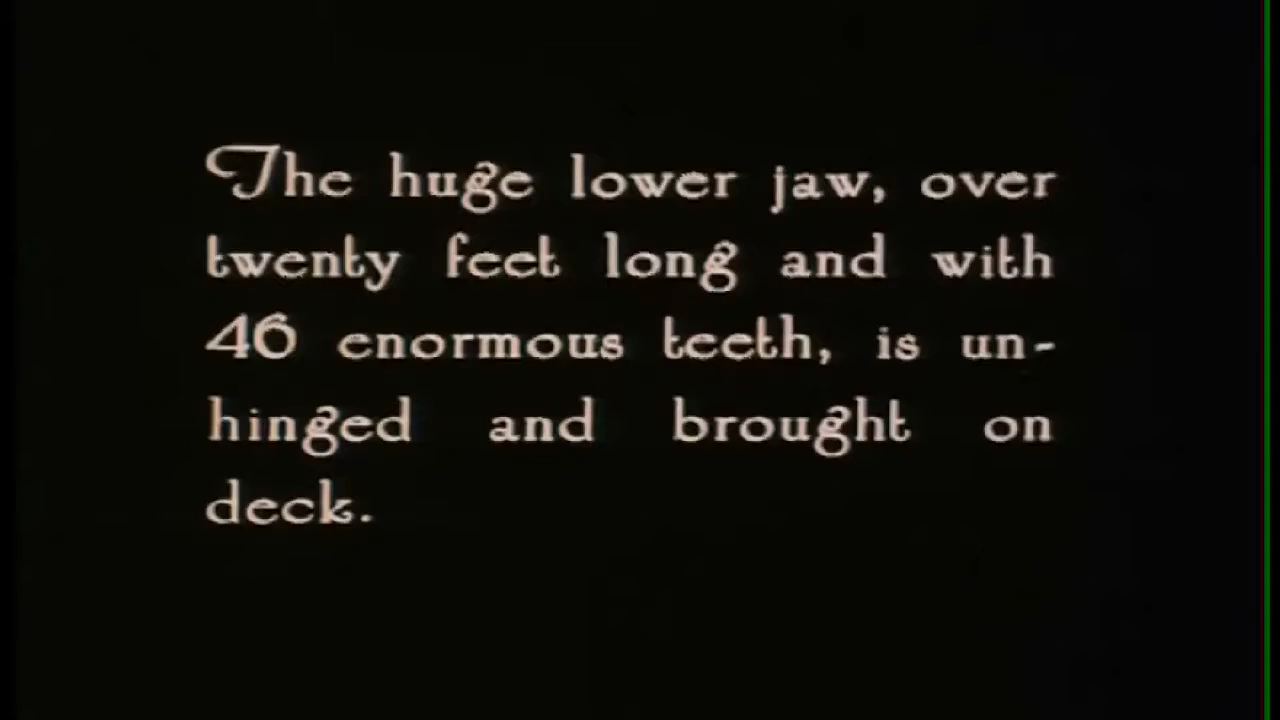 The huge lower jaw, over
twenty feet long and with
46 enormous teeth, is un-
hinged and brought on
deck.